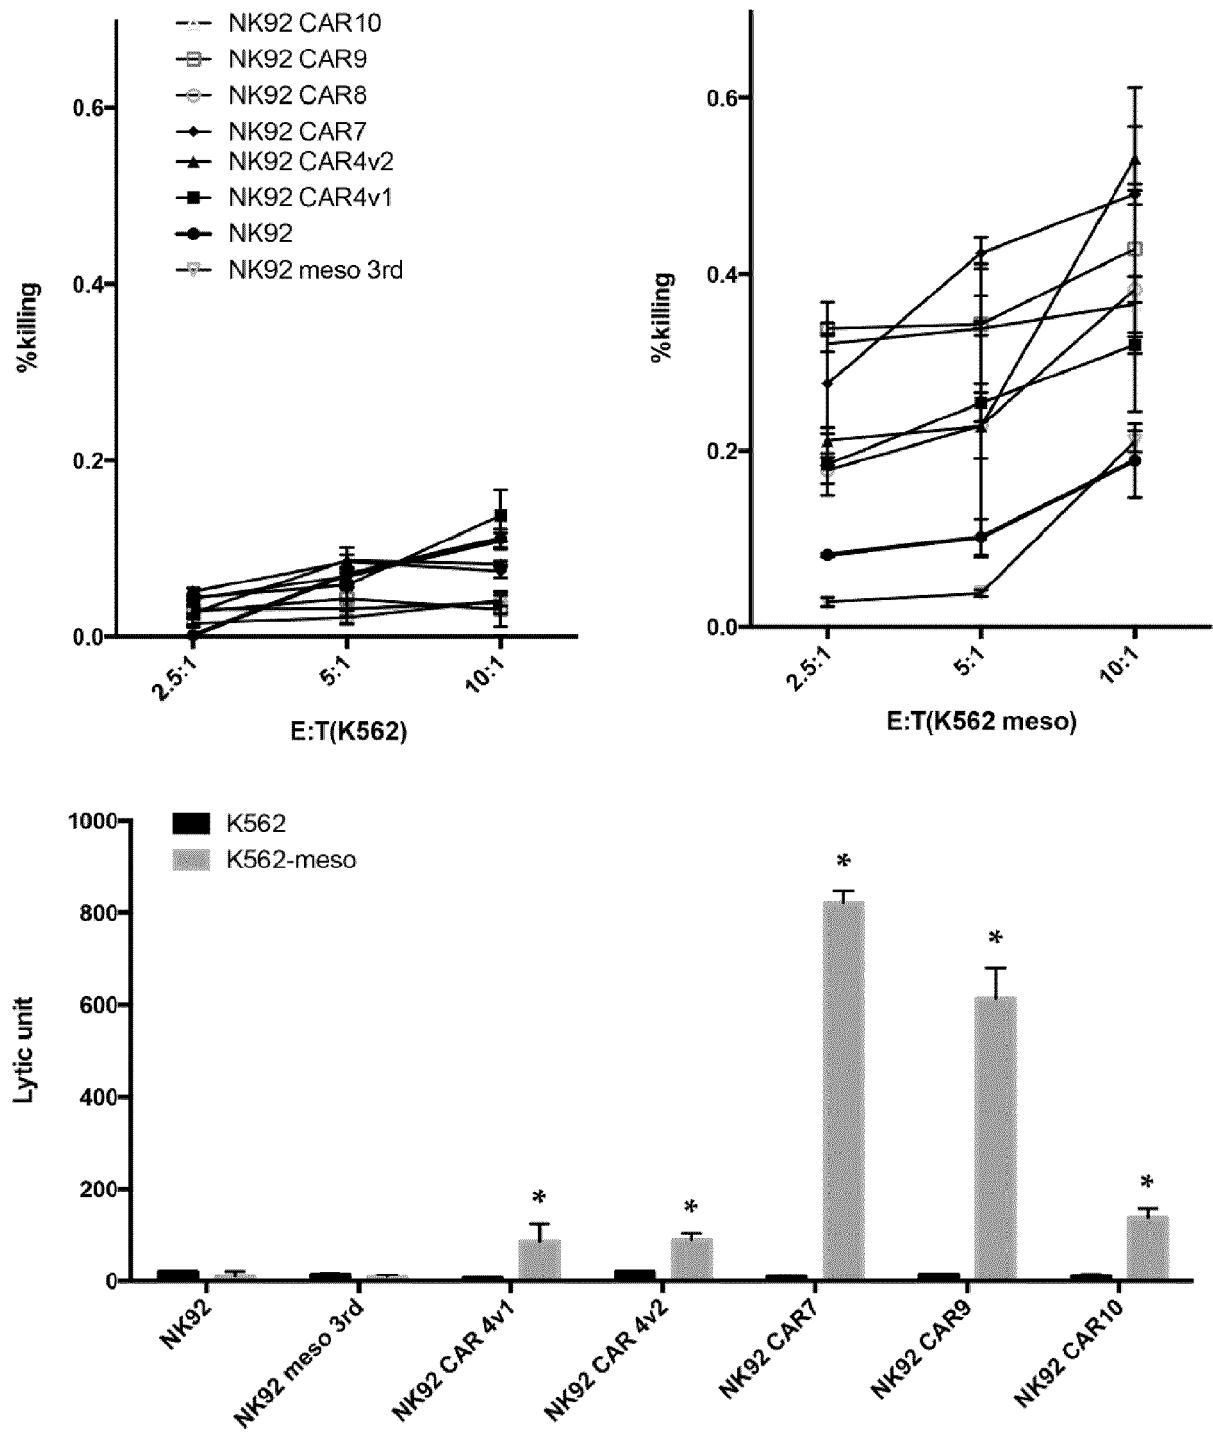 NK92 CAR10
NK92 CAR9
NK92 CAR8
NK92 CAR7
NK92 CAR4v2
NK92 CAR4v1
NK92
NK92 meso 3rd
%killing
0.6
0.4
0.2
0.0
2.5:1
5:1
10:1
E:T(K562)
%killing
0.6
0.4
0.2
0.0
2.5:1
5:1
10:1
E:T(K562 meso)
K562
K562-meso
Lytic unit
1000
800
600
400
200
0
*
*
*
*
*
NK92
NK92 meso 3rd
NK92 CAR 4v1
NK92 CAR 4v2
NK92 CAR7
NK92 CAR9
NK92 CAR10